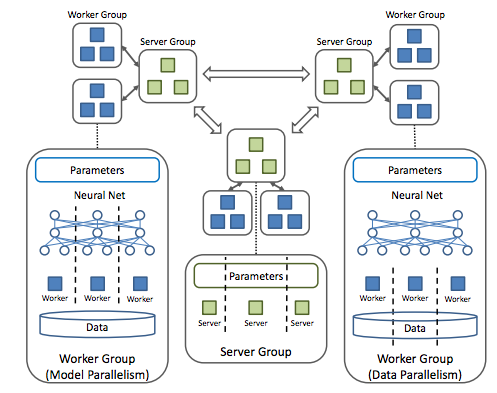 Worker Group
Worker Group
Server Group
Server Group
Parameters
Neural Net
Worker
Worker
Worker
Data
Worker Group
(Model Parallelism)
Parameters
Server
Server
Server
Server Group
Parameters
Neural Net
Worker
Worker
Worker
Data
Worker Group
(Data Parallelism)